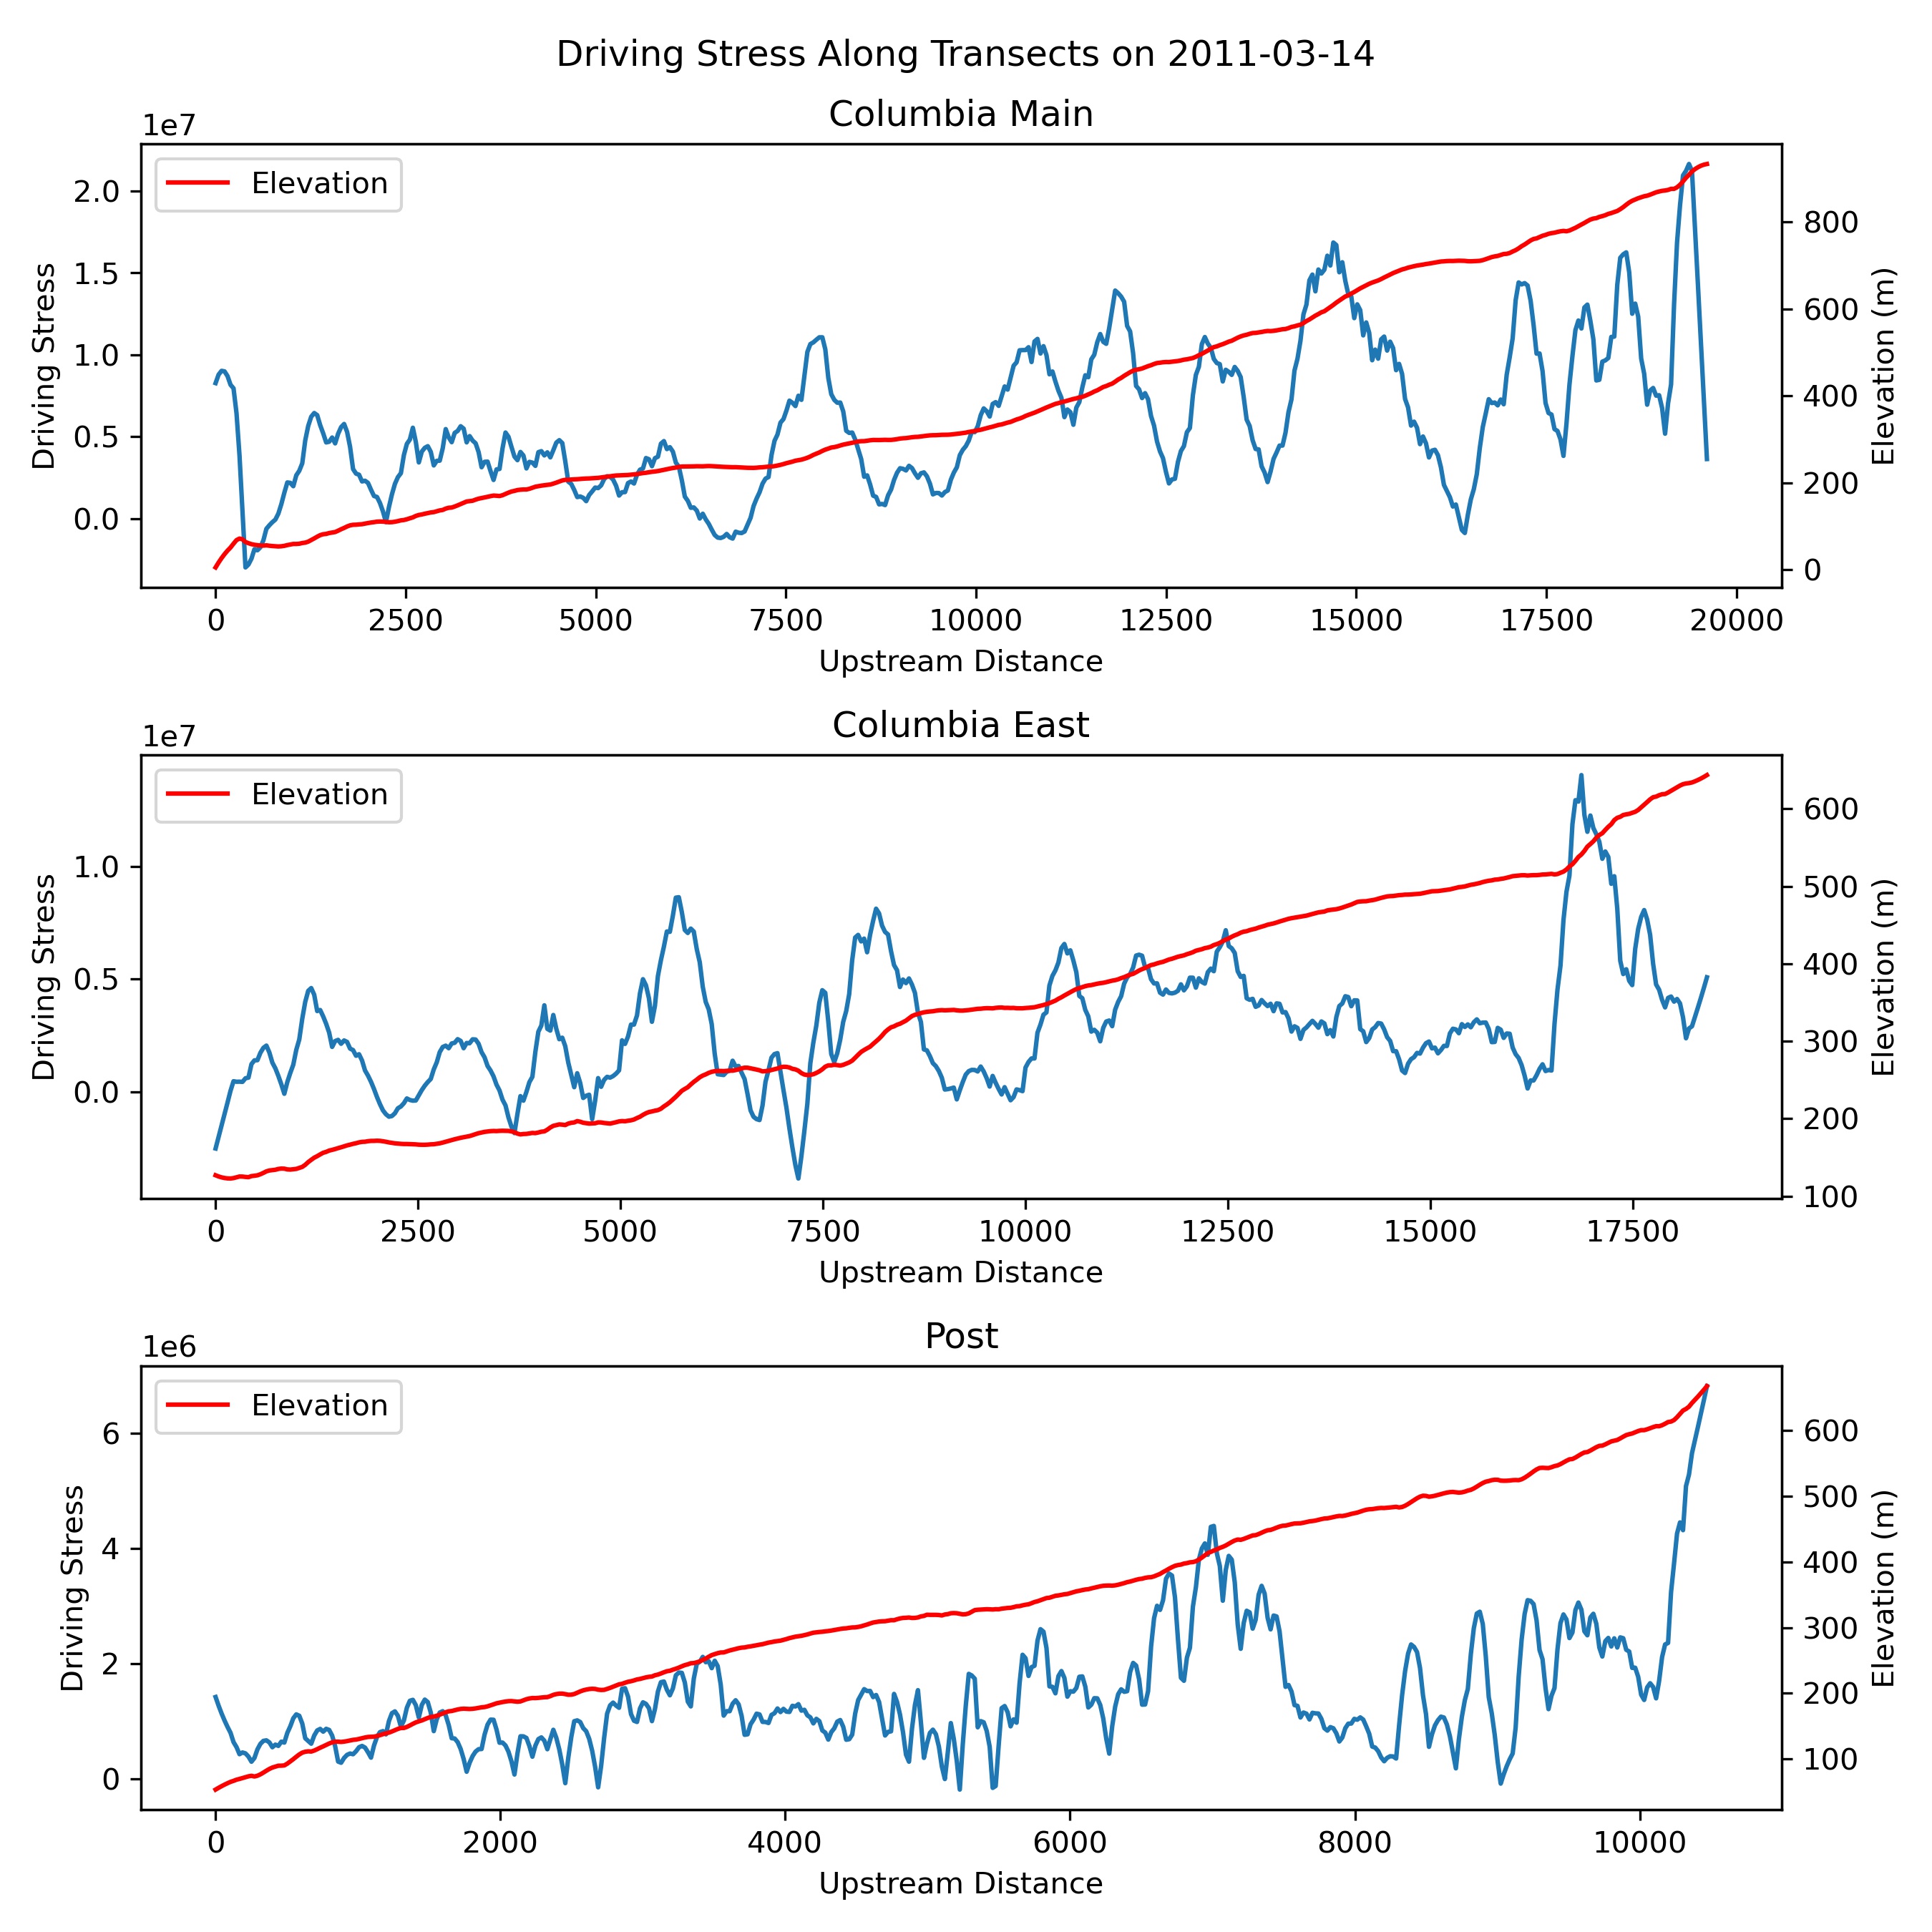 Driving Stress Along Transects on 2011-03-14
Columbia Main
1e7
Elevation
2.0
1.5
1.0
0.5
0.0
Driving Stress
800
600
400
200
0
Elevation (m)
0 2500 5000 7500 10000 12500 15000 17500 20000
Upstream Distance
Columbia East
1e7
Elevation
1.0
0.5
0.0
Driving Stress
600
500
400
300
200
100
Elevation (m)
0 2500 5000 7500 10000 12500 15000 17500
Upstream Distance
Post
1e6
Elevation
6
4
2
0
Driving Stress
600
500
400
300
200
100
Elevation (m)
0 2000 4000 6000 8000 10000
Upstream Distance